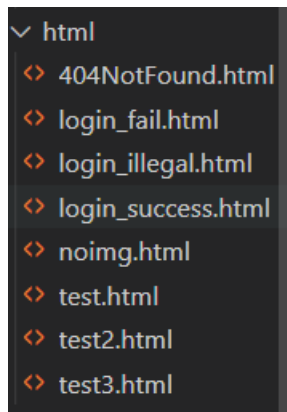 html
404NotFound.html
login_fail.html
login_illegal.html
login_success.html
noimg.html
test.html
test2.html
test3.html